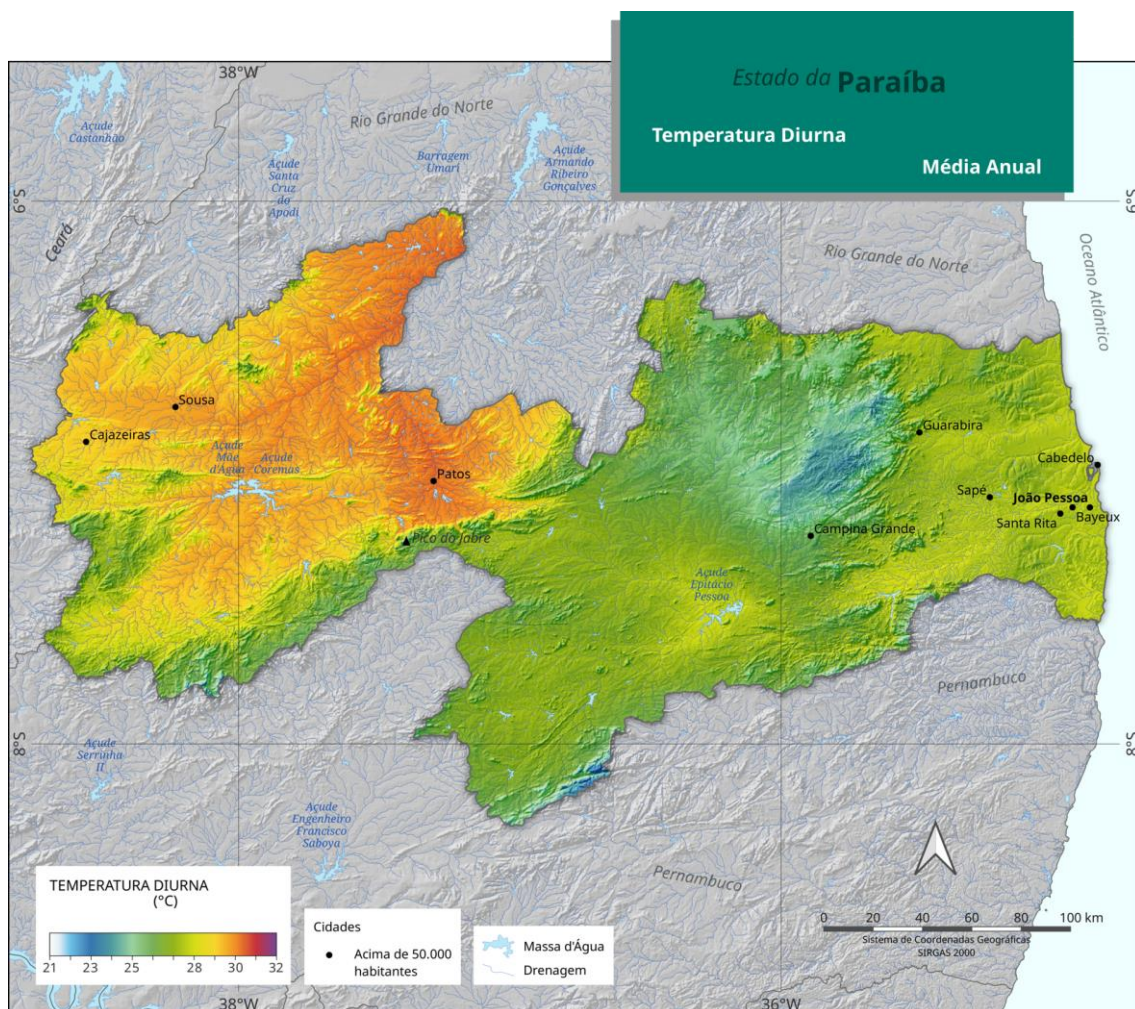 Estado da Paraíba
Temperatura Diurna
Média Anual
38°W
Rio Grande do Norte
Açude
Castanhão
Açude
Santa
Cruz
do
Apodi
Barragem
Umari
Açude
Armando
Ribeiro
Gonçalves
6°S
6°S
Ceará
Rio Grande do Norte
Oceano Atlântico
Sousa
Cajazeiras
Açude
Mãe
d'Água
Açude
Coremas
Patos
Pico do Jabre
Guarabira
Cabedelo
Sapé
João Pessoa
Santa Rita
Bayeux
Campina Grande
Açude
Epitácio
Pessoa
Pernambuco
8°S
8°S
Açude
Serrinha
II
Açude
Engenheiro
Francisco
Saboya
Pernambuco
TEMPERATURA DIURNA
(°C)
21 23 25 28 30 32
Cidades
Acima de 50.000
habitantes
Massa d'Água
Drenagem
0 20 40 60 80 100 km
Sistema de Coordenadas Geográficas
SIRGAS 2000
38°W
36°W